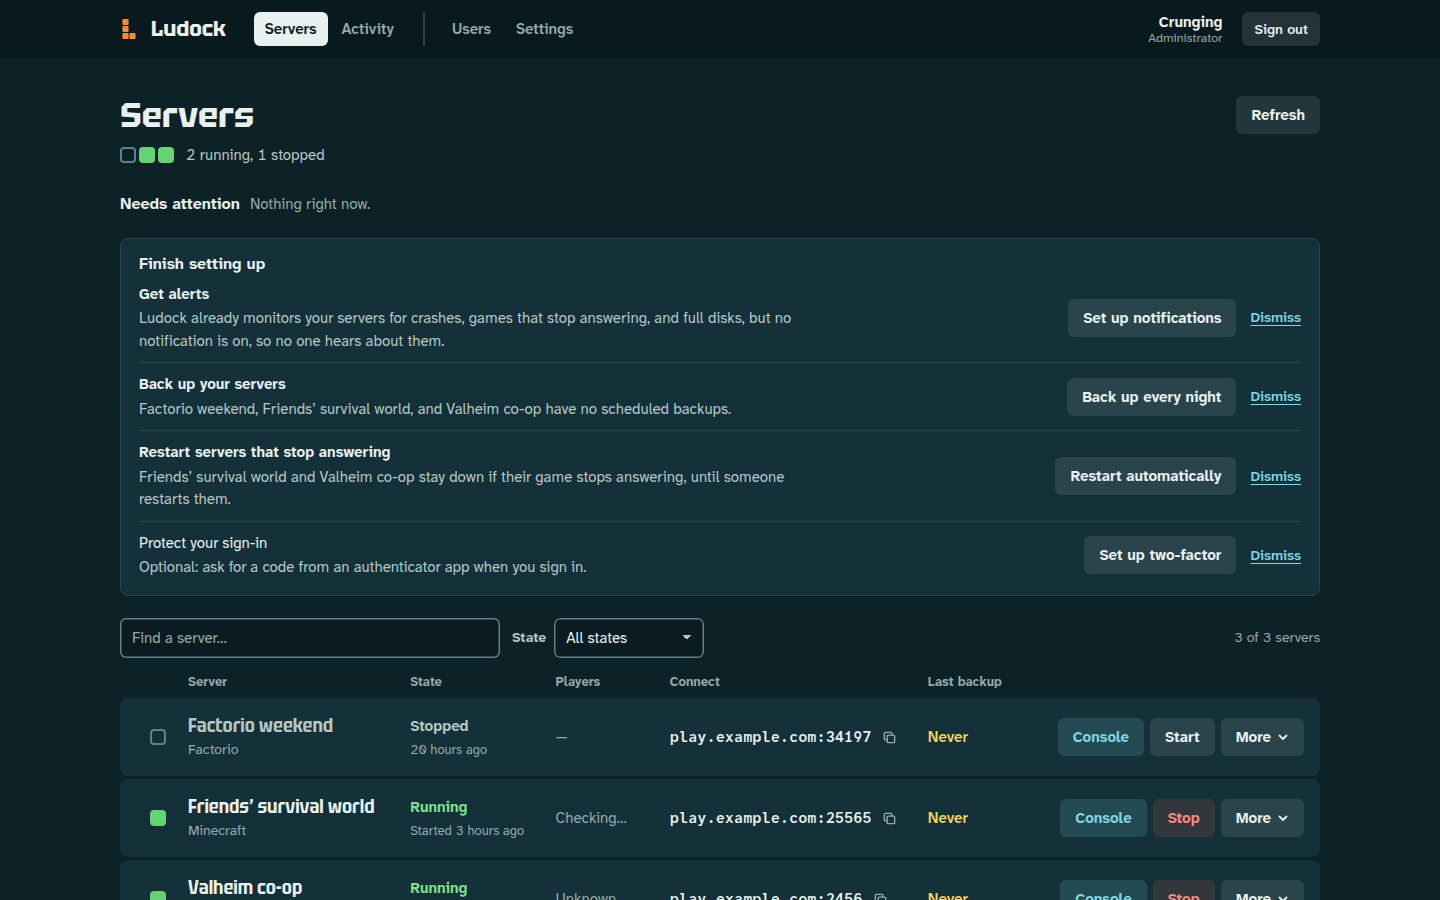 Ludock
Servers
Activity
Users
Settings
Crunging
Administrator
Sign out
Servers
Refresh
2 running, 1 stopped
Needs attention Nothing right now.
Finish setting up
Get alerts
Ludock already monitors your servers for crashes, games that stop answering, and full disks, but no
notification is on, so no one hears about them.
Set up notifications
Dismiss
Back up your servers
Factorio weekend, Friends’ survival world, and Valheim co-op have no scheduled backups.
Back up every night
Dismiss
Restart servers that stop answering
Friends’ survival world and Valheim co-op stay down if their game stops answering, until someone
restarts them.
Restart automatically
Dismiss
Protect your sign-in
Optional: ask for a code from an authenticator app when you sign in.
Set up two-factor
Dismiss
Find a server...
State
All states
3 of 3 servers
Server State Players Connect Last backup
Factorio weekend
Factorio
Stopped
20 hours ago
—
play.example.com:34197
Never
Console
Start
More
Friends’ survival world
Minecraft
Running
Started 3 hours ago
Checking...
play.example.com:25565
Never
Console
Stop
More
Valheim co-op
Running
Unknown
play.example.com:2456
Never
Console
Stop
More